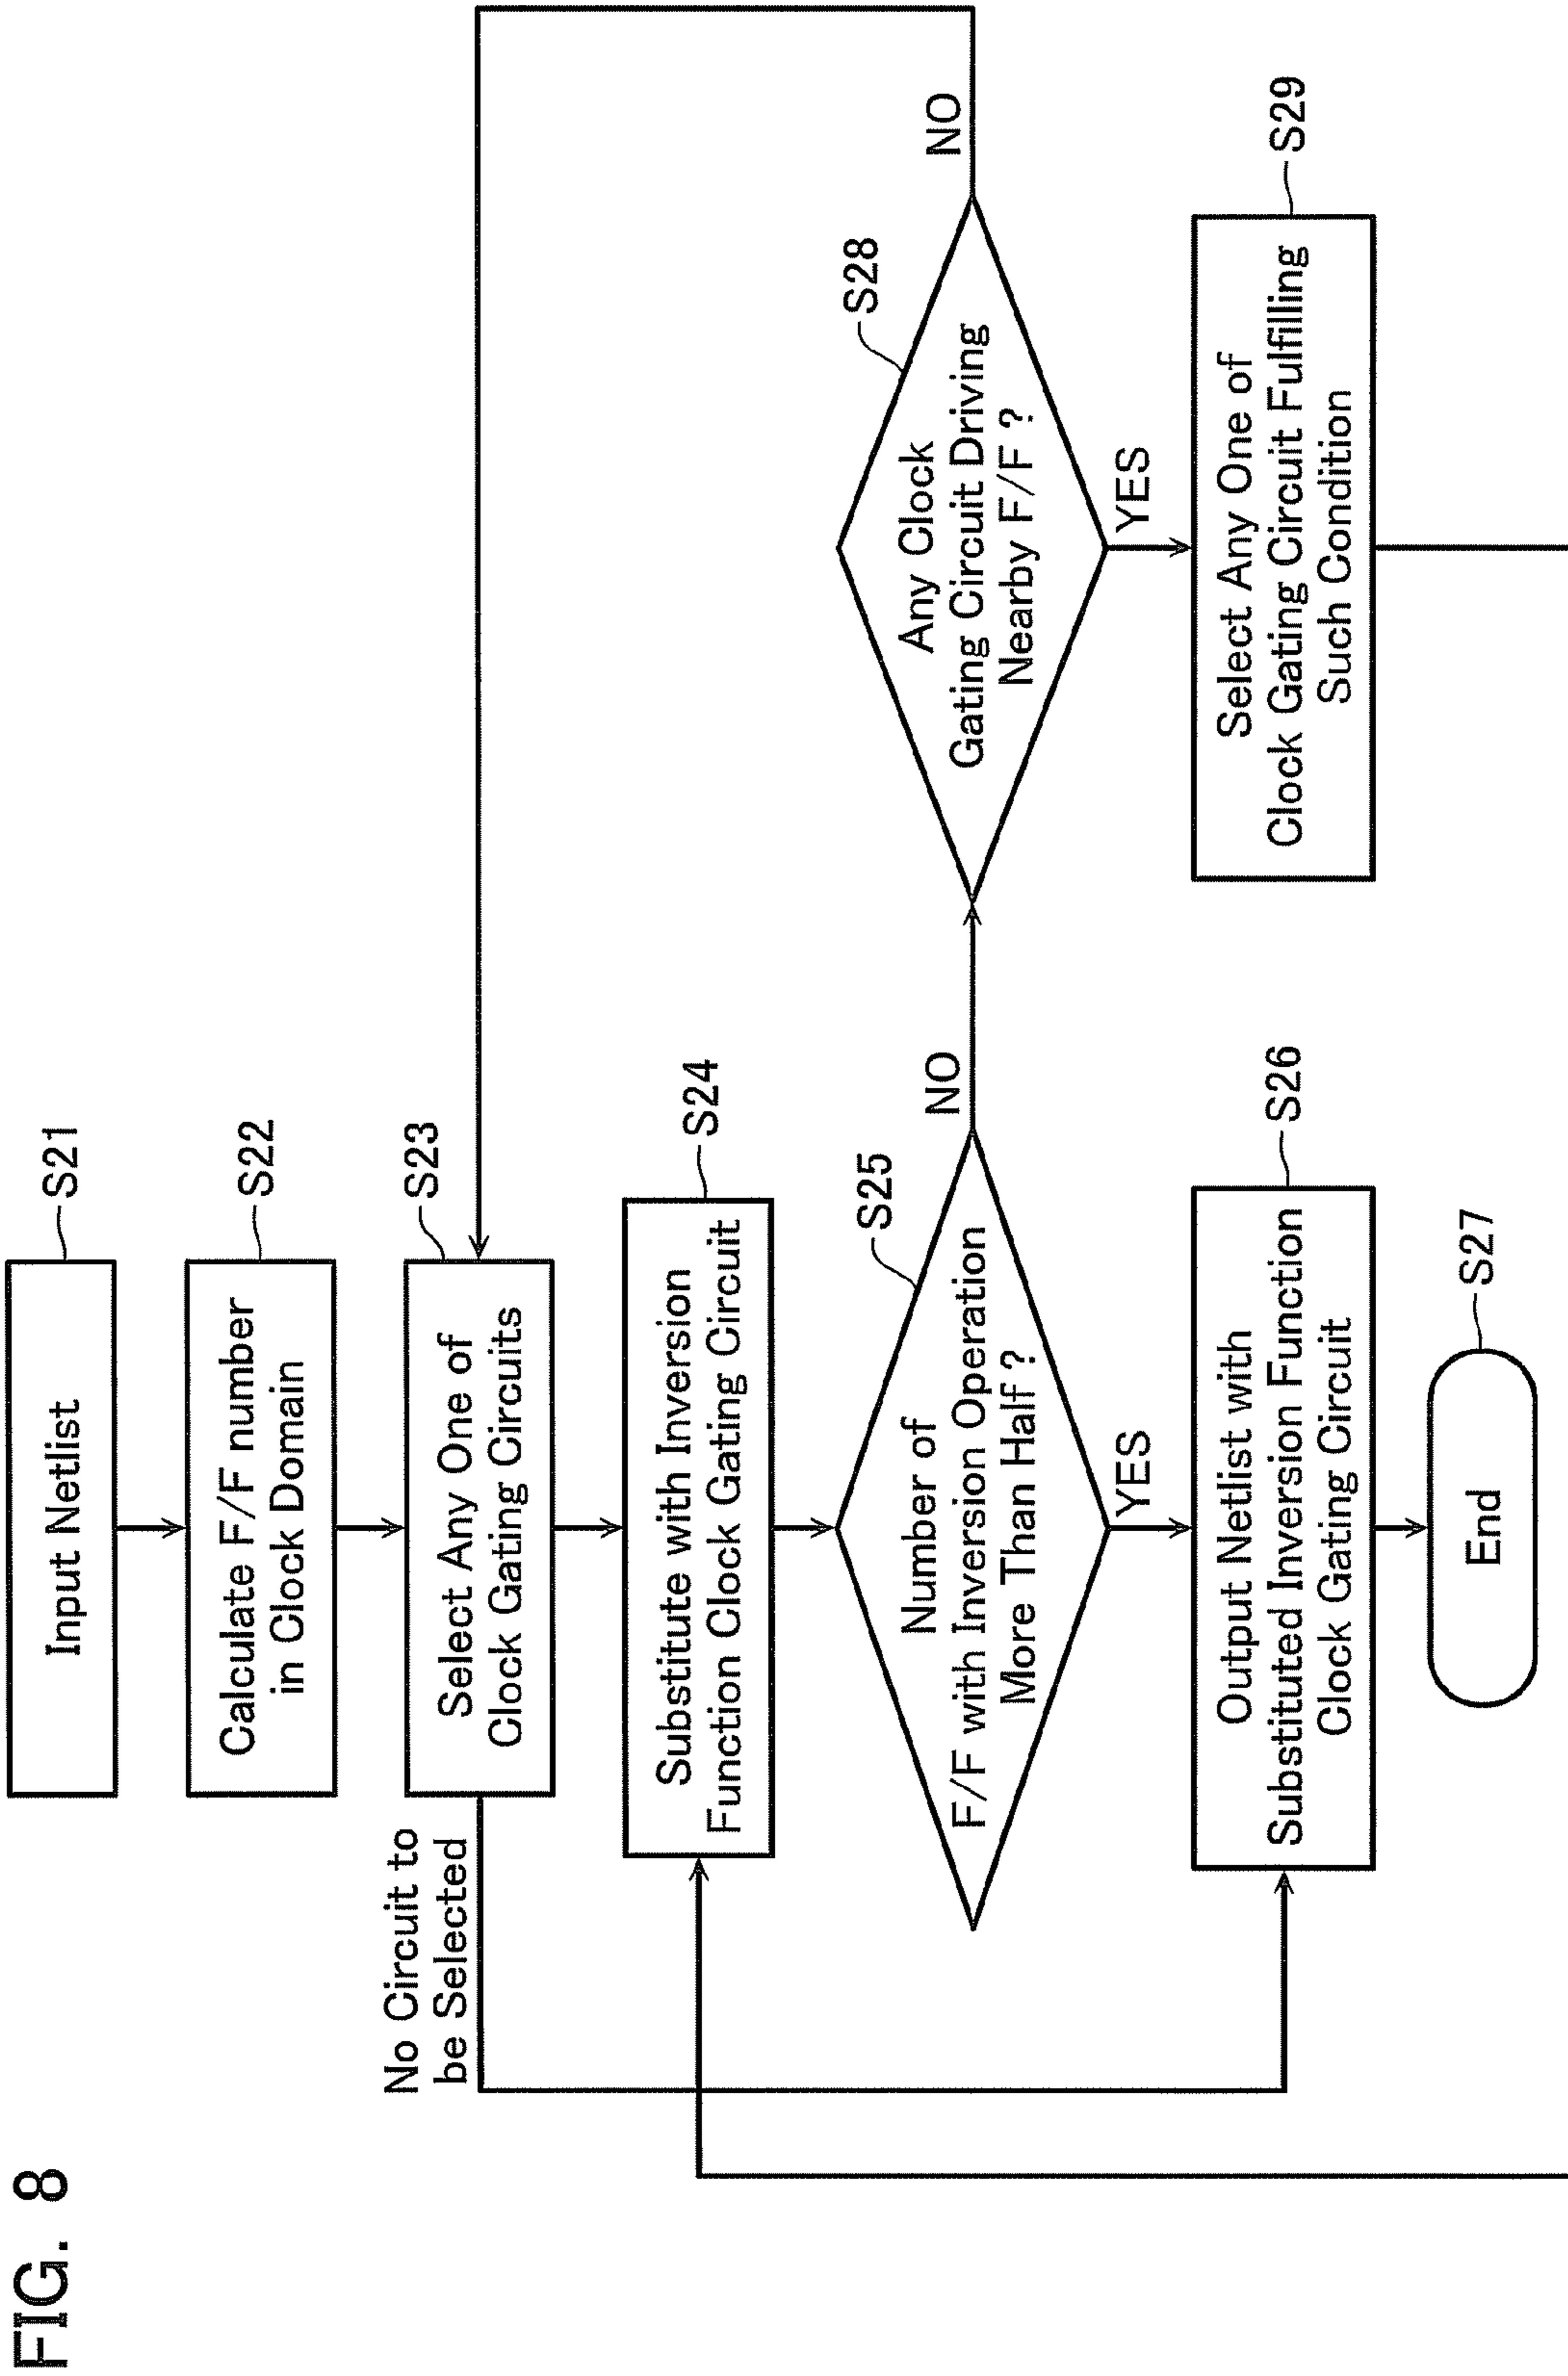 FIG. 8
Input Netlist
S21
Calculate F/F number
in Clock Domain
S22
Select Any One of
Clock Gating Circuits
S23
No Circuit to
be Selected
Substitute with Inversion
Function Clock Gating Circuit
S24
Number of
F/F with Inversion Operation
More Than Half ?
S25
NO
YES
Any Clock
Gating Circuit Driving
Nearby F/F ?
S28
NO
YES
Output Netlist with
Substituted Inversion Function
Clock Gating Circuit
S26
Select Any One of
Clock Gating Circuit Fulfilling
Such Condition
S29
End
S27